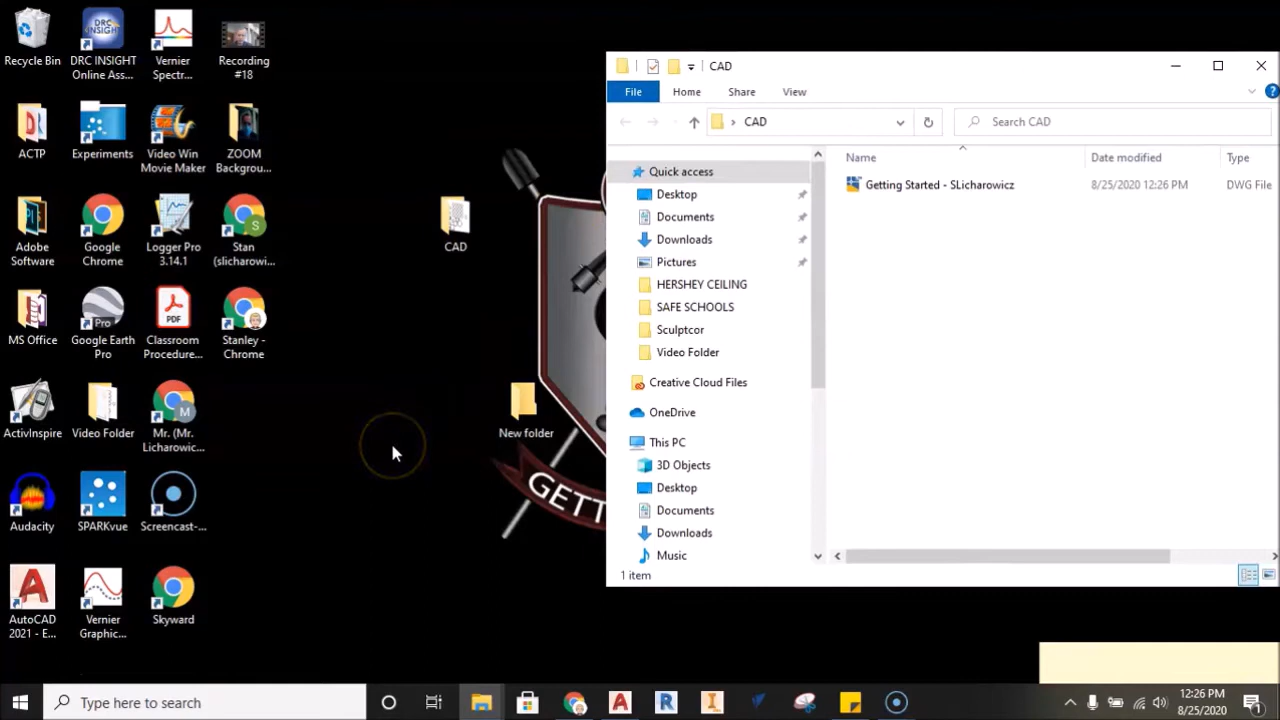 Recycle Bin
DRC INSIGHT
Online Ass...
Vernier
Spectr...
Recording
#18
ACTP
Experiments
Video Win
Movie Maker
ZOOM
Backgrou...
Adobe
Software
Google
Chrome
Logger Pro
3.14.1
Stan
(slicharowi...
CAD
MS Office
Google Earth
Pro
Classroom
Procedure...
Stanley -
Chrome
ActivInspire
Video Folder
Mr. (Mr.
Licharowic...
New folder
Audacity
SPARKvue
Screencast-...
AutoCAD
2021 - E...
Vernier
Graphic...
Skyward
DRC
INSIGHT
S
Pro
PDF
M
GETT
CAD
File Home Share View
CAD
Search CAD
Name Date modified Type
Getting Started - SLicharowicz 8/25/2020 12:26 PM DWG File
Quick access
Desktop
Documents
Downloads
Pictures
HERSHEY CEILING
SAFE SCHOOLS
Sculptcor
Video Folder
Creative Cloud Files
OneDrive
This PC
3D Objects
Desktop
Documents
Downloads
Music
1 item
Type here to search
12:26 PM
8/25/2020